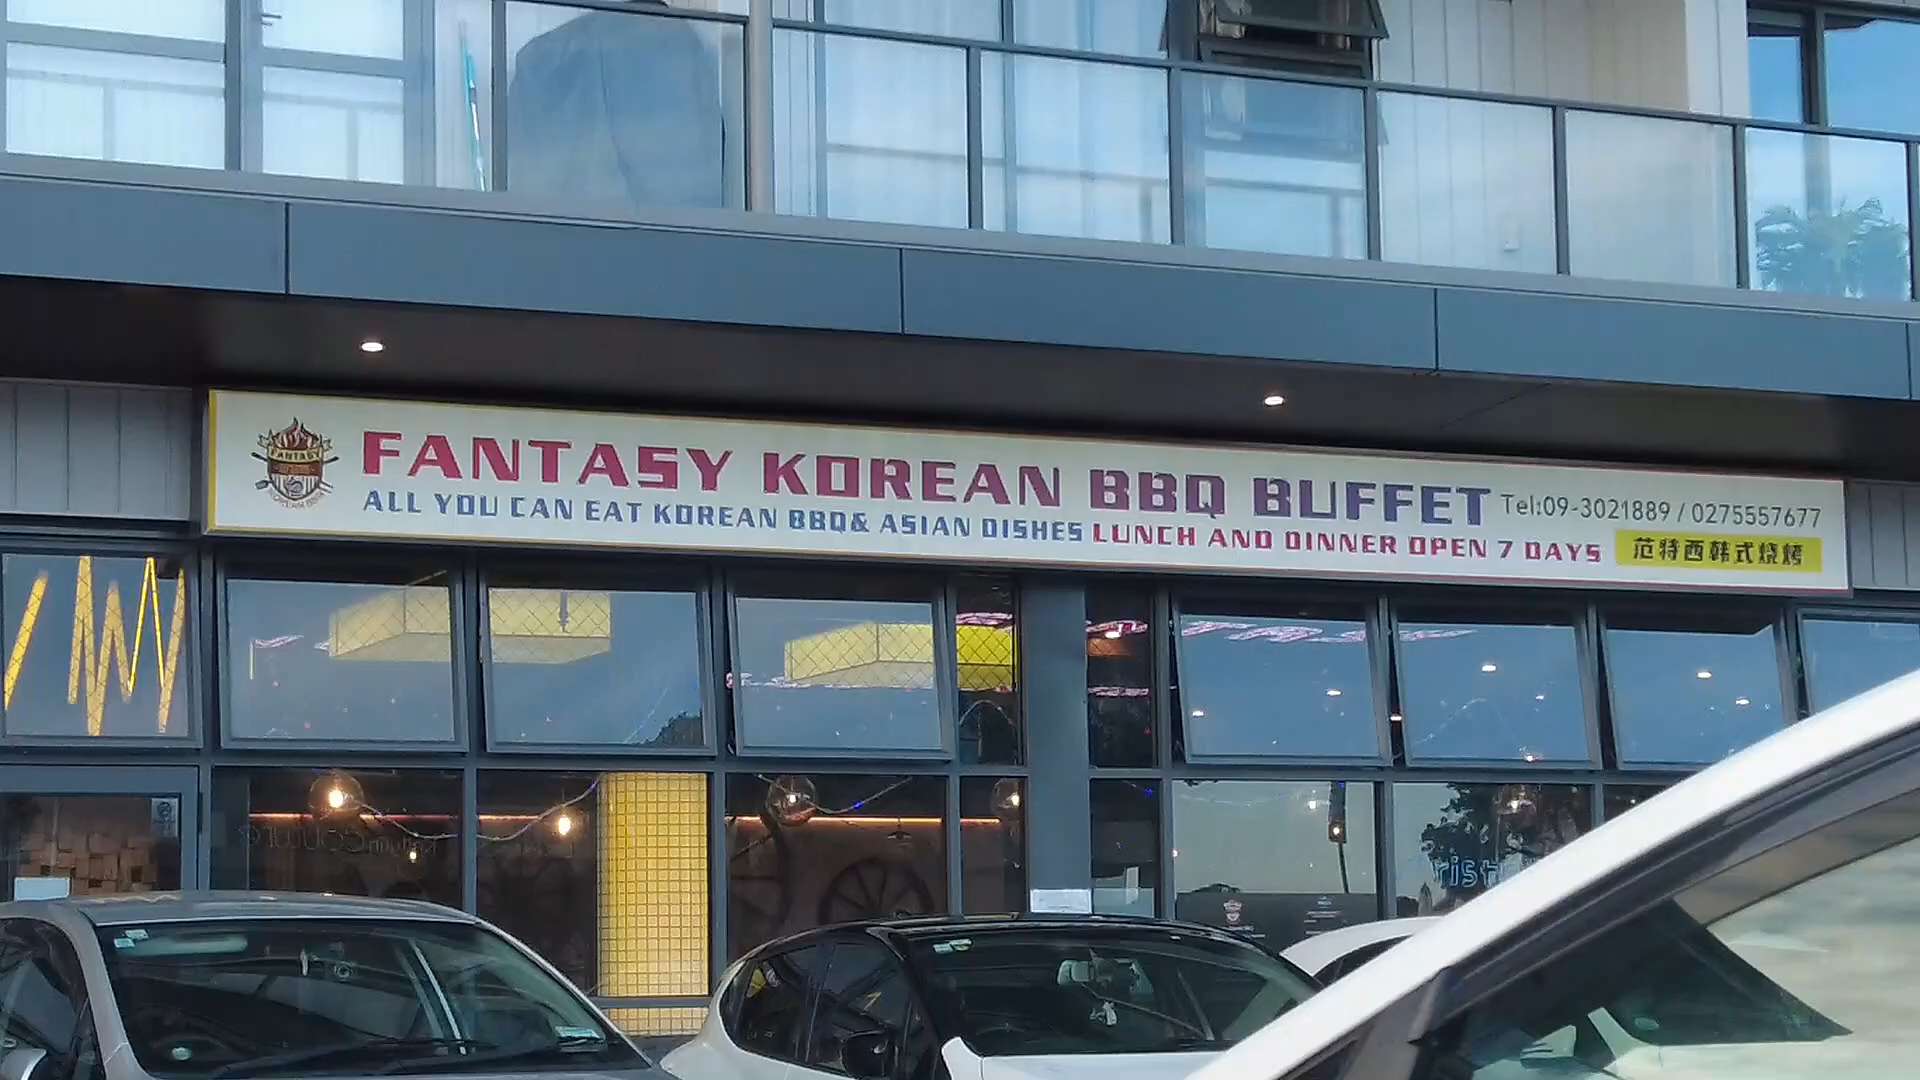 FANTASY
FANTASY KOREAN BBQ BUFFET
Tel:09-3021889 / 0275557677
ALL YOU CAN EAT KOREAN BBQ& ASIAN DISHES LUNCH AND DINNER OPEN 7 DAYS
范特西韩式烧烤